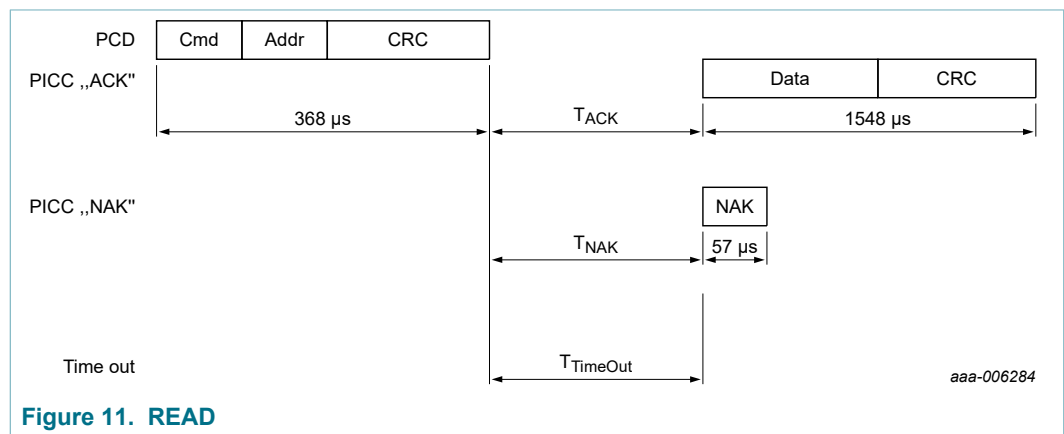 PCD Cmd Addr CRC
PICC ,,ACK" Data CRC
368 µs TACK 1548 µs
PICC ,,NAK" NAK
TNAK 57 µs
Time out TTimeOut aaa-006284
Figure 11. READ